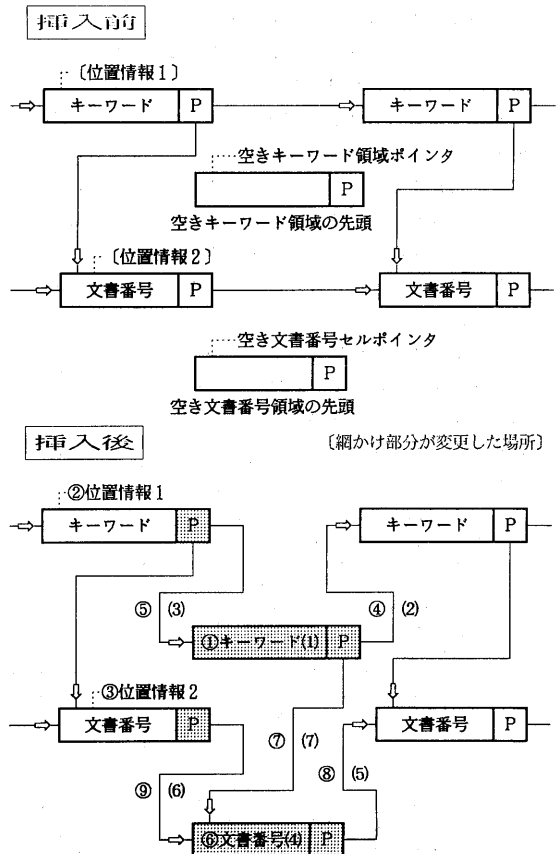 挿入前
〔位置情報1〕
キーワード P
キーワード P
空きキーワード領域ポインタ
P
空きキーワード領域の先頭
〔位置情報2〕
文書番号 P
文書番号 P
空き文書番号セルポインタ
P
空き文書番号領域の先頭
挿入後
〔網かけ部分が変更した場所〕
②位置情報1
キーワード P
キーワード P
⑤ (3)
④ (2)
①キーワード(1) P
③位置情報2
文書番号 P
文書番号 P
⑦ (7)
⑨ (6)
⑧ (5)
⑥文書番号(4) P